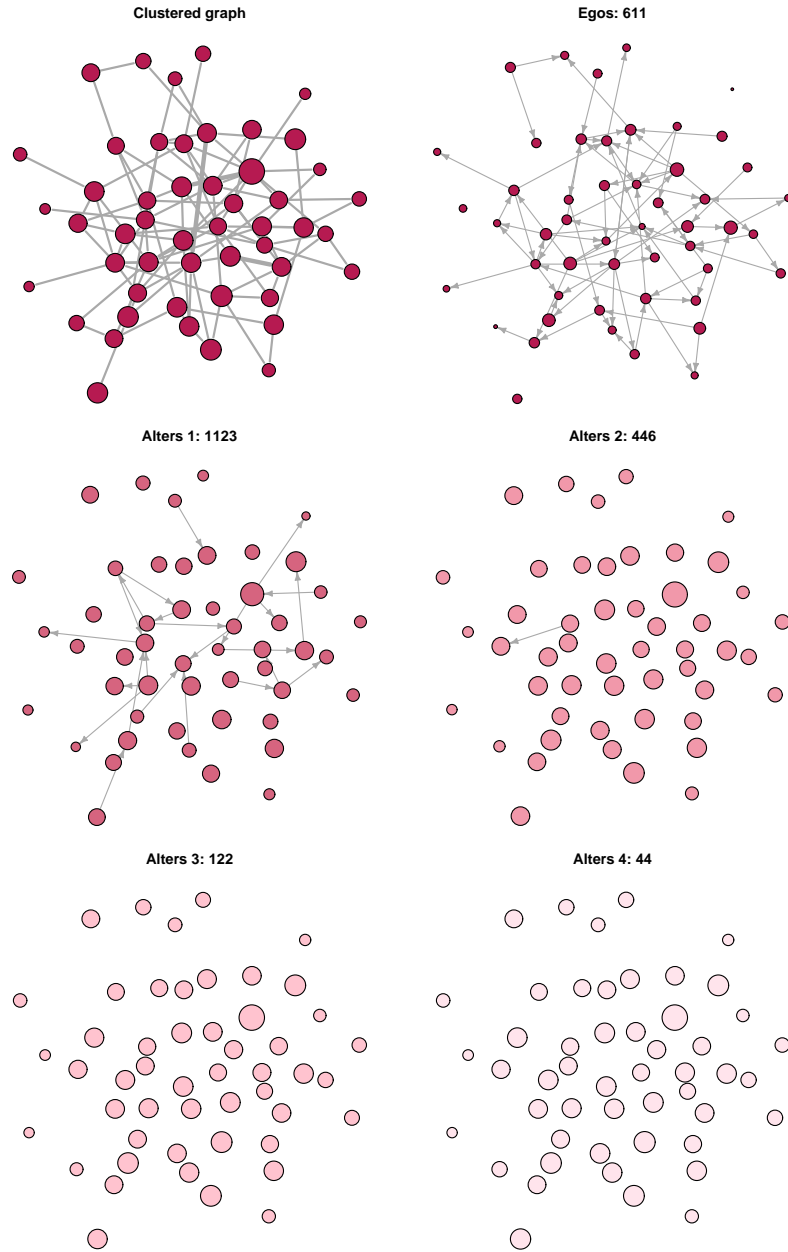 Clustered graph
Egos: 611
Alters 1: 1123
Alters 2: 446
Alters 3: 122
Alters 4: 44